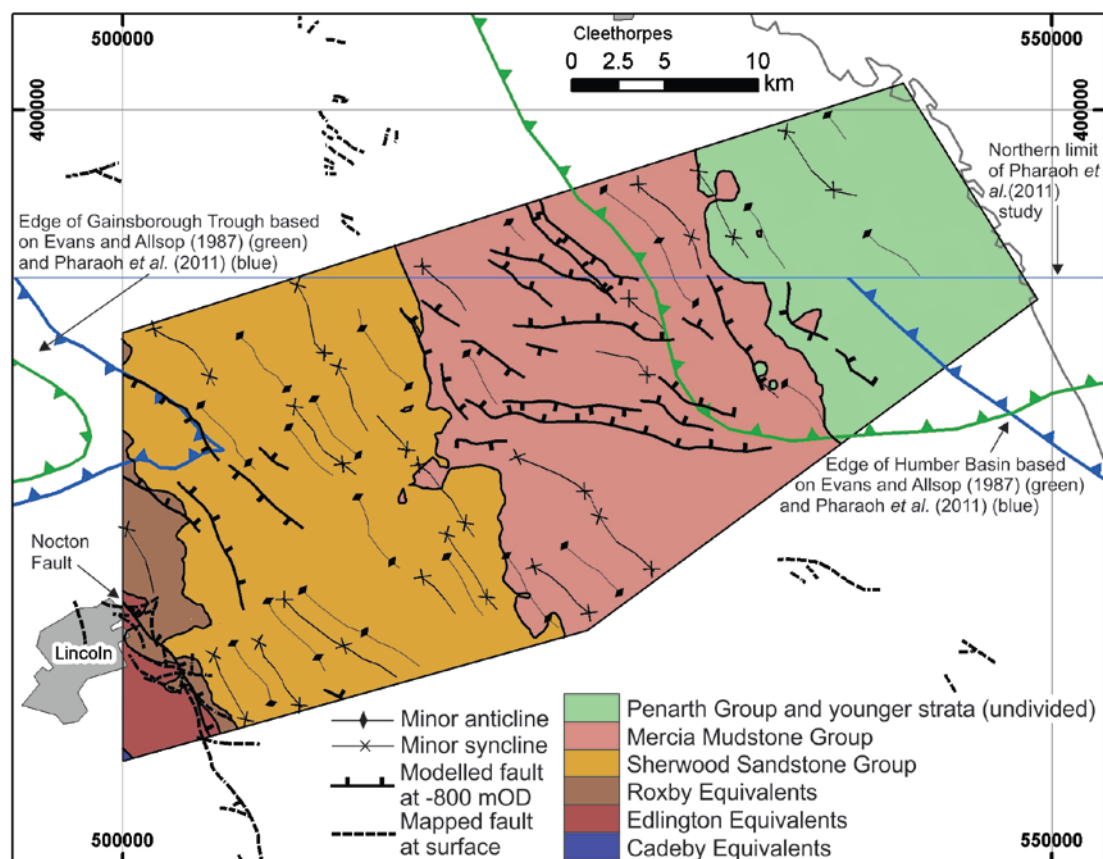 500000
550000
Cleethorpes
0 2.5 5 10
km
400000
400000
Northern limit
of Pharaoh et
al.(2011)
study
Edge of Gainsborough Trough based
on Evans and Allsop (1987) (green)
and Pharaoh et al. (2011) (blue)
Edge of Humber Basin based
on Evans and Allsop (1987) (green)
and Pharaoh et al. (2011) (blue)
Nocton
Fault
Lincoln
Minor anticline
Minor syncline
Modelled fault
at -800 mOD
Mapped fault
at surface
Penarth Group and younger strata (undivided)
Mercia Mudstone Group
Sherwood Sandstone Group
Roxby Equivalents
Edlington Equivalents
Cadeby Equivalents
500000
550000